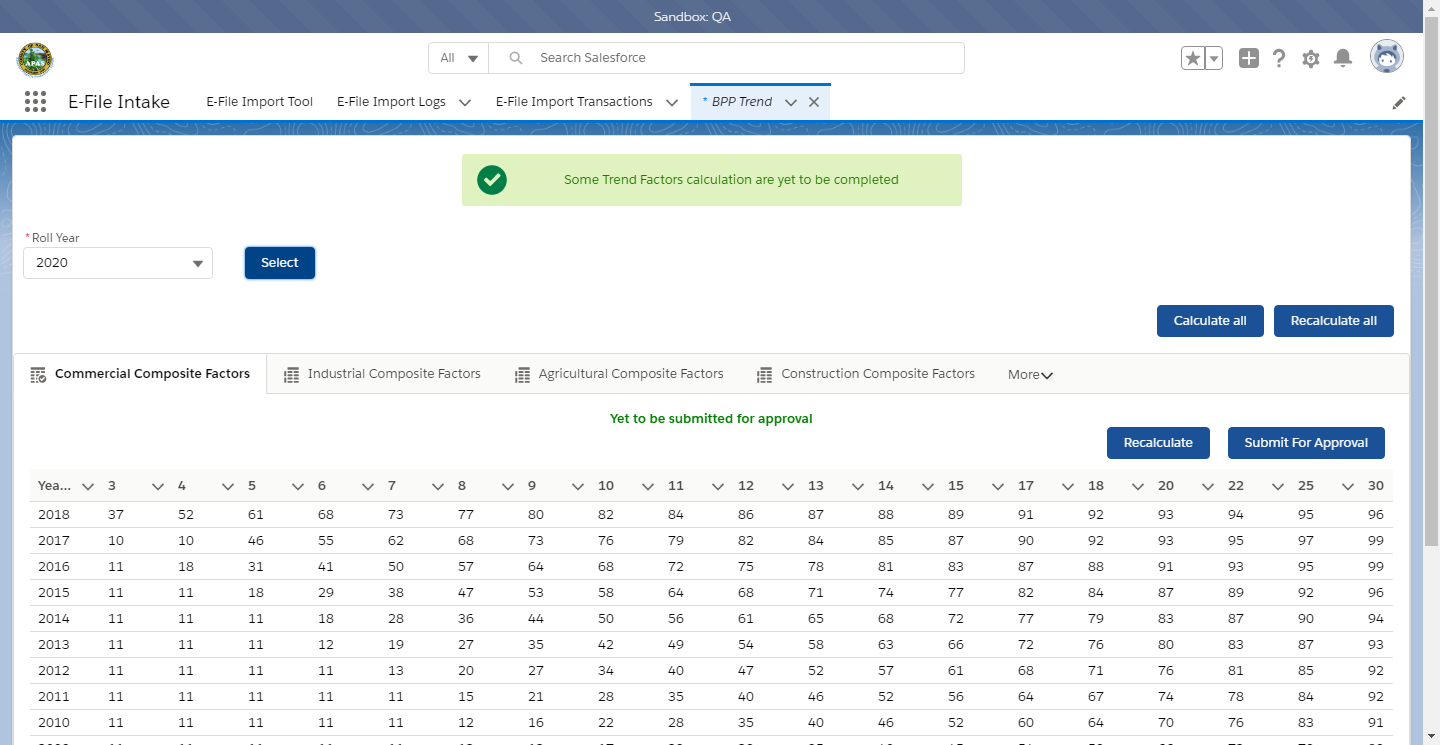 Sandbox: QA
APAS
All
Search Salesforce
E-File Intake
E-File Import Tool
E-File Import Logs
E-File Import Transactions
* BPP Trend
Some Trend Factors calculation are yet to be completed
* Roll Year
2020
Select
Calculate all
Recalculate all
Commercial Composite Factors
Industrial Composite Factors
Agricultural Composite Factors
Construction Composite Factors
More
Yet to be submitted for approval
Recalculate
Submit For Approval
Yea... 3 4 5 6 7 8 9 10 11 12 13 14 15 17 18 20 22 25 30
2018 37 52 61 68 73 77 80 82 84 86 87 88 89 91 92 93 94 95 96
2017 10 10 46 55 62 68 73 76 79 82 84 85 87 90 92 93 95 97 99
2016 11 18 31 41 50 57 64 68 72 75 78 81 83 87 88 91 93 95 99
2015 11 11 18 29 38 47 53 58 64 68 71 74 77 82 84 87 89 92 96
2014 11 11 11 18 28 36 44 50 56 61 65 68 72 77 79 83 87 90 94
2013 11 11 11 12 19 27 35 42 49 54 58 63 66 72 76 80 83 87 93
2012 11 11 11 11 13 20 27 34 40 47 52 57 61 68 71 76 81 85 92
2011 11 11 11 11 11 15 21 28 35 40 46 52 56 64 67 74 78 84 92
2010 11 11 11 11 11 12 16 22 28 35 40 46 52 60 64 70 76 83 91